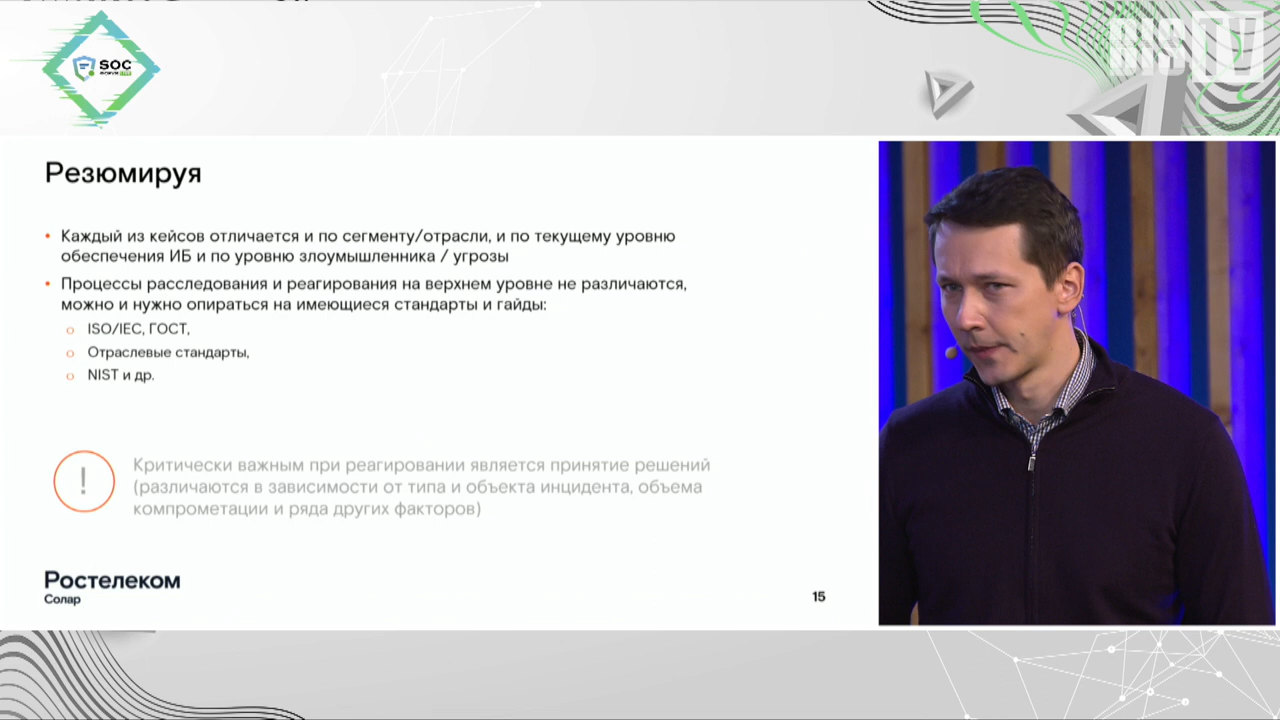 SOC
BIS TV
Резюмируя
• Каждый из кейсов отличается и по сегменту/отрасли, и по текущему уровню
обеспечения ИБ и по уровню злоумышленника / угрозы
• Процессы расследования и реагирования на верхнем уровне не различаются,
можно и нужно опираться на имеющиеся стандарты и гайды:
o ISO/IEC, ГОСТ,
o Отраслевые стандарты,
o NIST и др.
! Критически важным при реагировании является принятие решений
(различаются в зависимости от типа и объекта инцидента, объема
компрометации и ряда других факторов)
Ростелеком
Солар
15